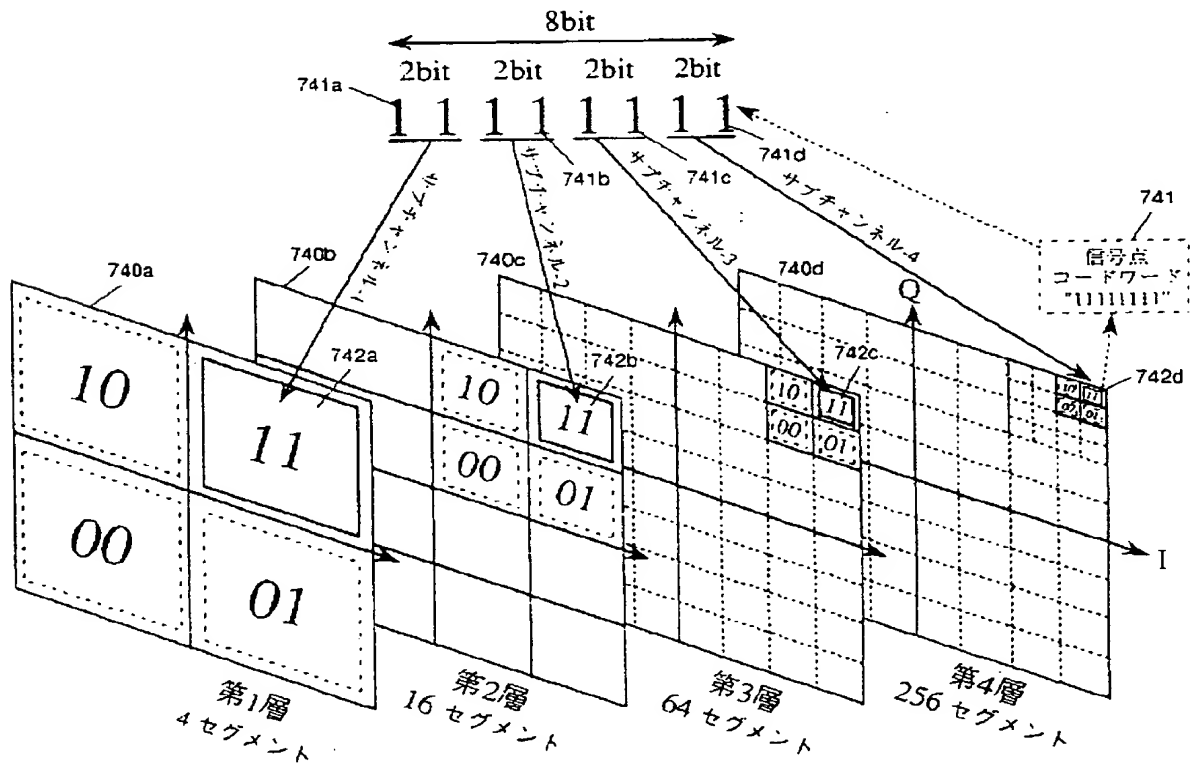 8bit
2bit 2bit 2bit 2bit
741a
1 1 1 1 1 1 1 1
741b
741c
741d
サブチャンネル-1
サブチャンネル-2
サブチャンネル-3
サブチャンネル-4
741
信号点
コードワード
"11111111"
740a
740b
740c
740d
Q
I
742a
742b
742c
742d
10
11
00
01
10
11
00
01
10
11
00
01
10
11
00
01
第1層
4 セグメント
第2層
16 セグメント
第3層
64 セグメント
第4層
256 セグメント